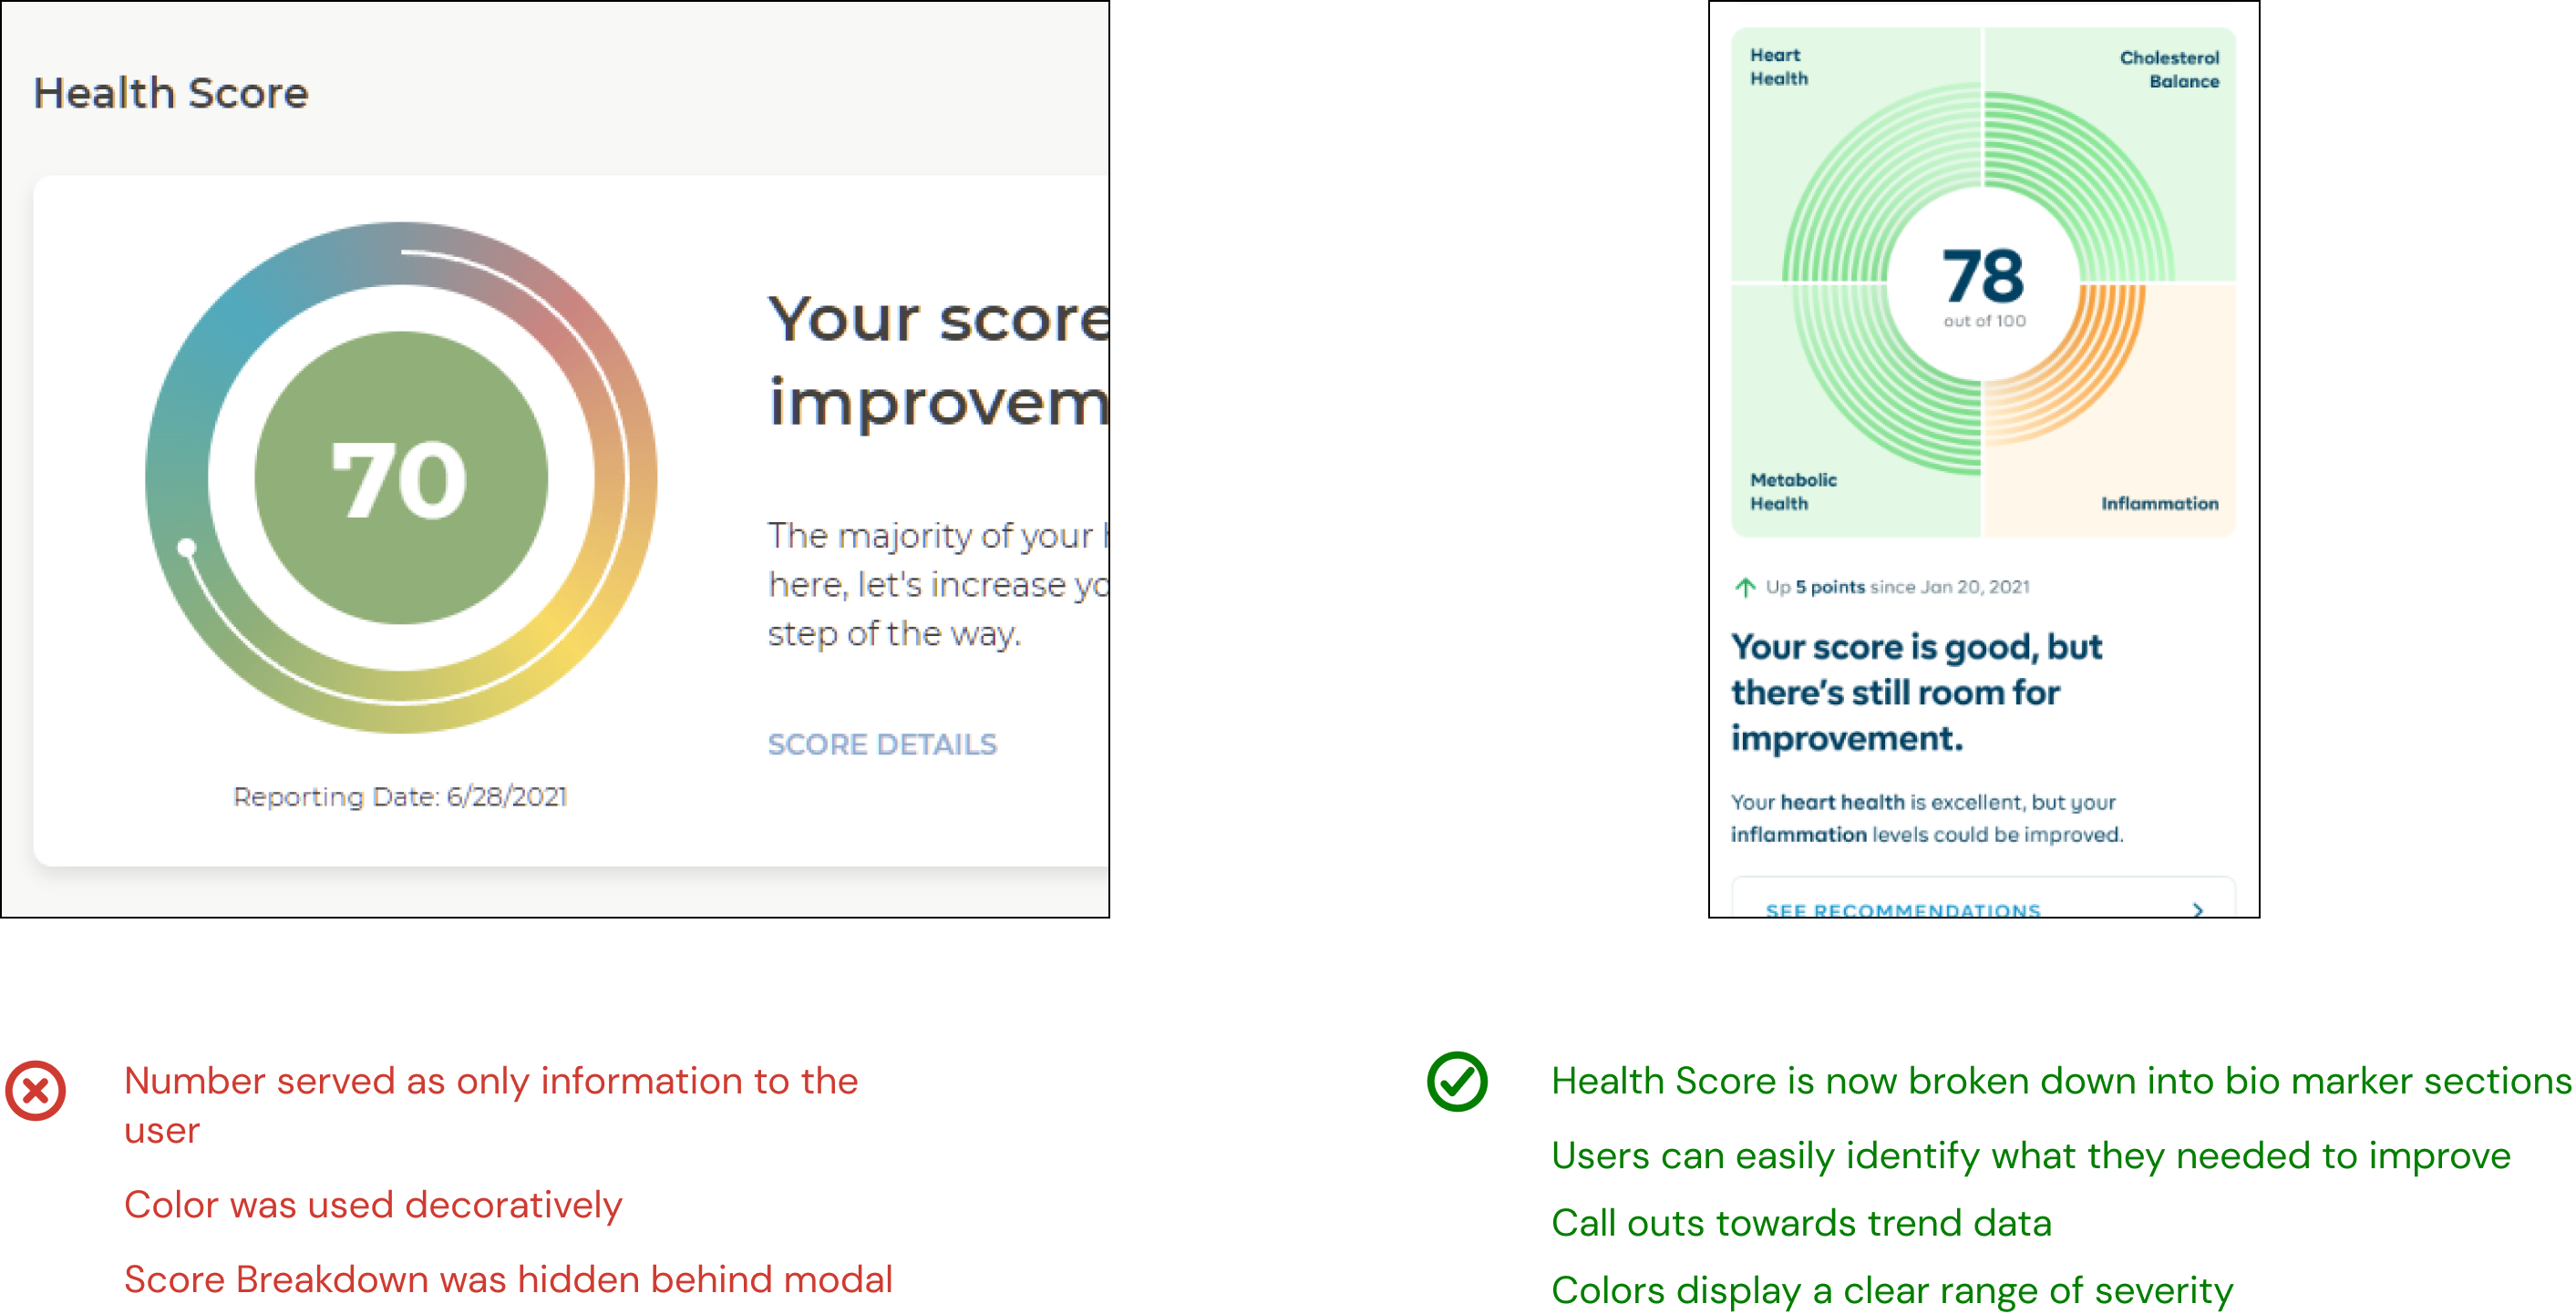 Health Score
70
Reporting Date: 6/28/2021
Your score
improvem
The majority of your
here, let's increase yo
step of the way.
SCORE DETAILS
Heart
Health
Cholesterol
Balance
78
out of 100
Metabolic
Health
Inflammation
Up 5 points since Jan 20, 2021
Your score is good, but
there's still room for
improvement.
Your heart health is excellent, but your
inflammation levels could be improved.
SEE RECOMMENDATIONS
Number served as only information to the
user
Color was used decoratively
Score Breakdown was hidden behind modal
Health Score is now broken down into bio marker sections
Users can easily identify what they needed to improve
Call outs towards trend data
Colors display a clear range of severity